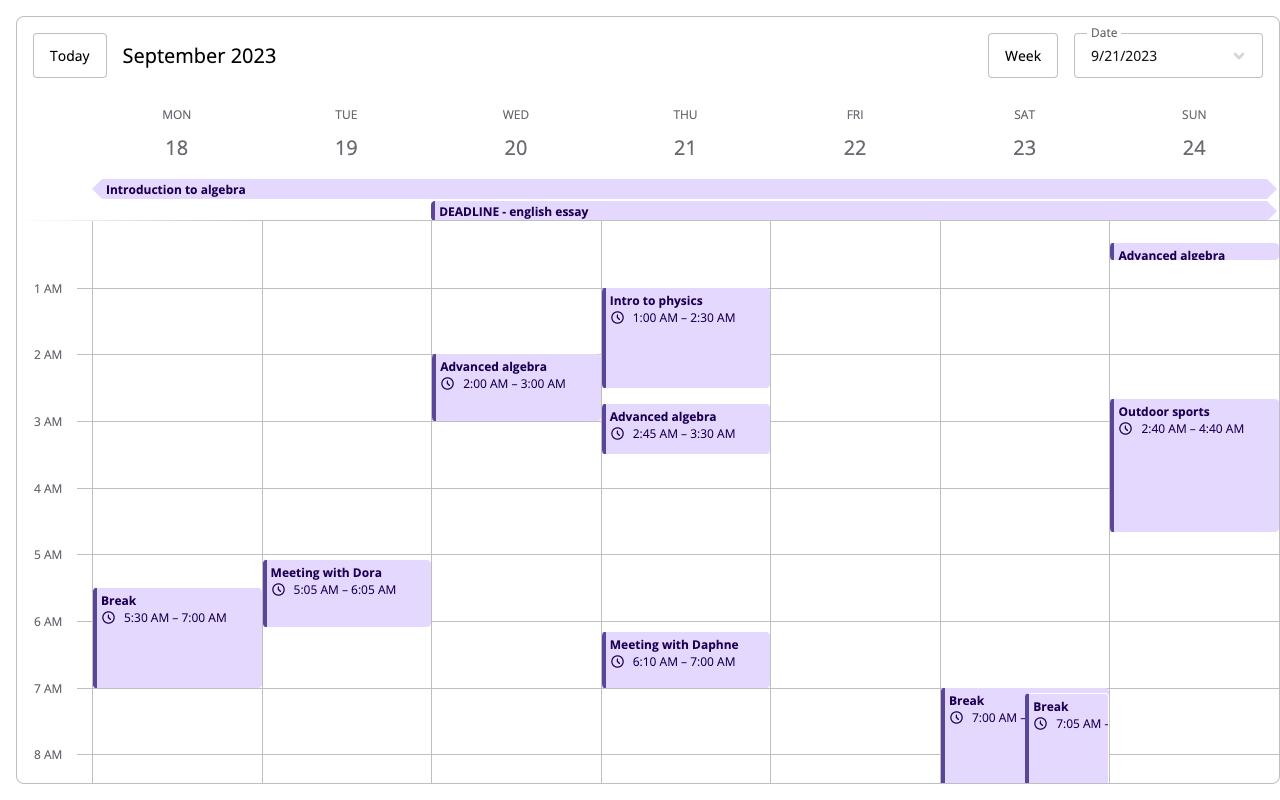 Today
September 2023
Week
Date
9/21/2023
MON
TUE
WED
THU
FRI
SAT
SUN
18
19
20
21
22
23
24
Introduction to algebra
DEADLINE - english essay
Advanced algebra
1 AM
Intro to physics
1:00 AM – 2:30 AM
2 AM
Advanced algebra
2:00 AM – 3:00 AM
Advanced algebra
2:45 AM – 3:30 AM
Outdoor sports
2:40 AM – 4:40 AM
3 AM
4 AM
5 AM
Meeting with Dora
5:05 AM – 6:05 AM
Break
5:30 AM – 7:00 AM
6 AM
Meeting with Daphne
6:10 AM – 7:00 AM
7 AM
Break
7:00 AM –
Break
7:05 AM -
8 AM